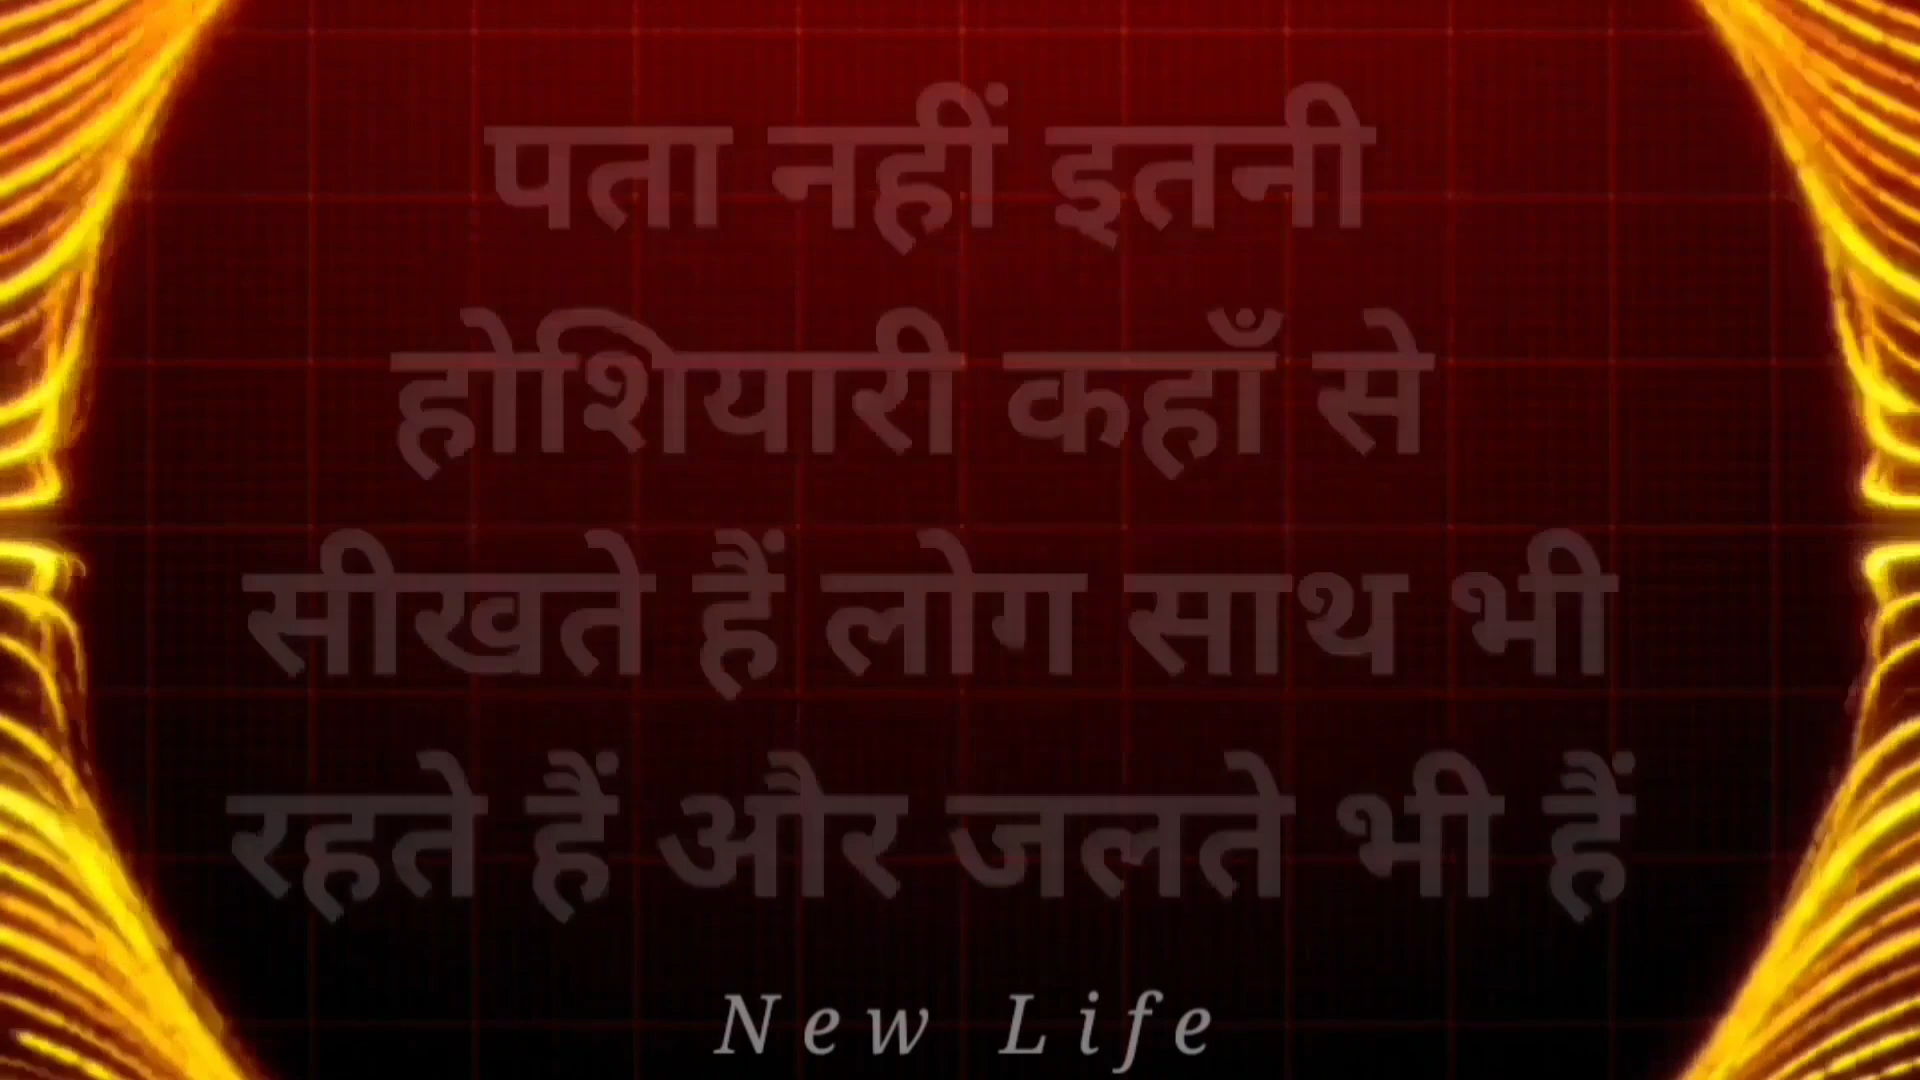 पता नहीं इतनी
होशियारी कहाँ से
सीखते हैं लोग साथ भी
रहते हैं और जलते भी हैं
New Life